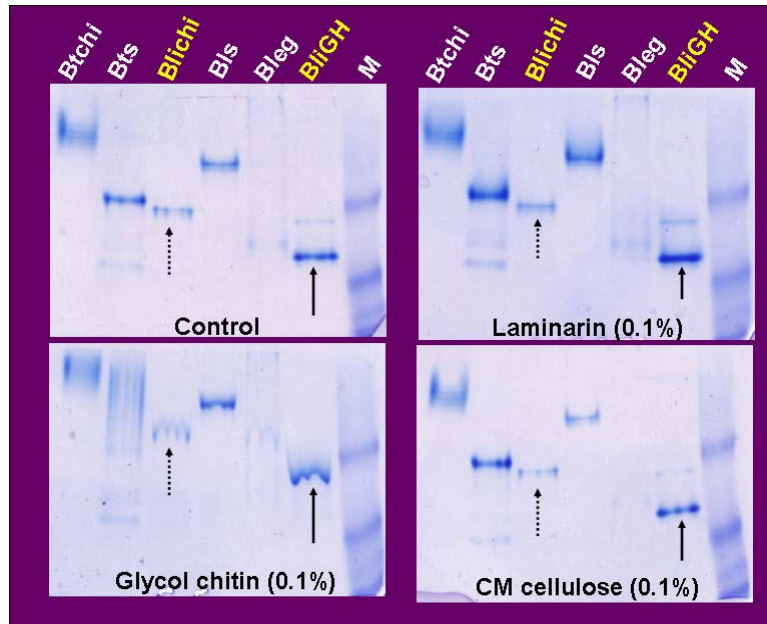 Btchi Bts Blichi Bls Bleg BliGH M
Btchi Bts Blichi Bls Bleg BliGH M
Control
Laminarin (0.1%)
Glycol chitin (0.1%)
CM cellulose (0.1%)